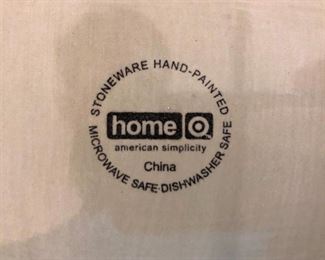 STONEWARE HAND-PAINTED
home
american simplicity
China
MICROWAVE SAFE·DISHWASHER SAFE